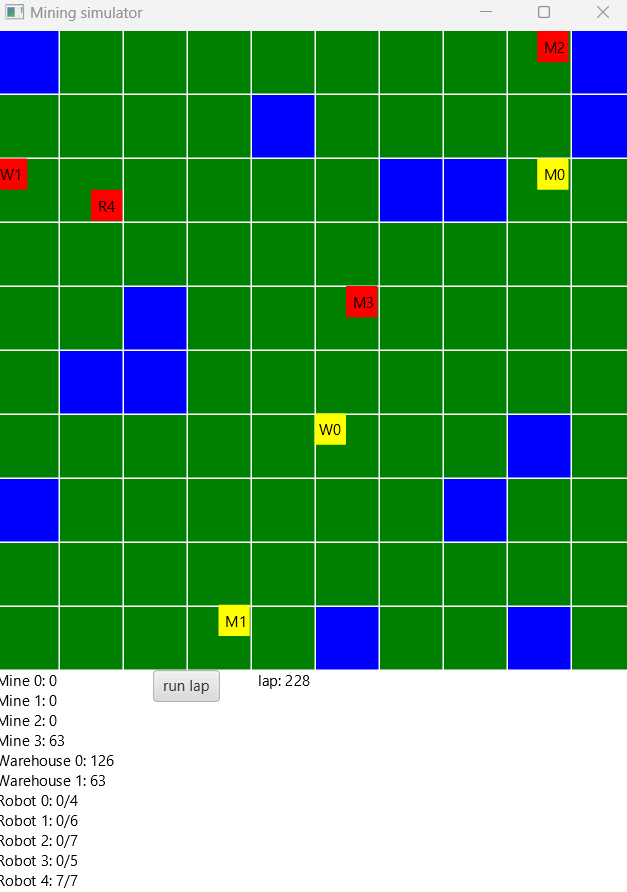 Mining simulator
M2
W1
M0
R4
M3
W0
M1
Mine 0: 0
run lap
lap: 228
Mine 1: 0
Mine 2: 0
Mine 3: 63
Warehouse 0: 126
Warehouse 1: 63
Robot 0: 0/4
Robot 1: 0/6
Robot 2: 0/7
Robot 3: 0/5
Robot 4: 7/7